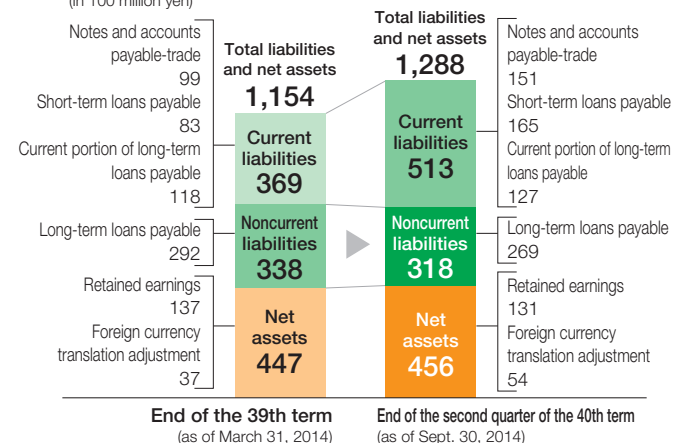 (in 100 million yen)
Notes and accounts
payable-trade
99
Short-term loans payable
83
Current portion of long-term
loans payable
118
Long-term loans payable
292
Retained earnings
137
Foreign currency
translation adjustment
37
Total liabilities
and net assets
1,154
Current
liabilities
369
Noncurrent
liabilities
338
Net
assets
447
Total liabilities
and net assets
1,288
Current
liabilities
513
Noncurrent
liabilities
318
Net
assets
456
Notes and accounts
payable-trade
151
Short-term loans payable
165
Current portion of long-term
loans payable
127
Long-term loans payable
269
Retained earnings
131
Foreign currency
translation adjustment
54
End of the 39th term
(as of March 31, 2014)
End of the second quarter of the 40th term
(as of Sept. 30, 2014)